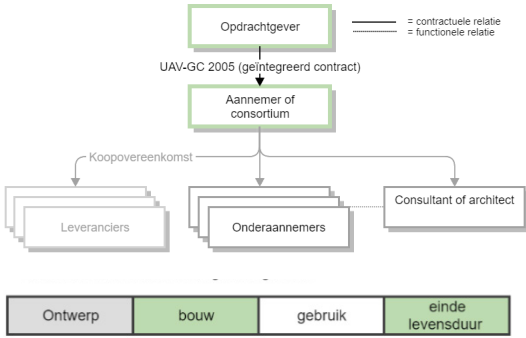 Opdrachtgever
= contractuele relatie
= functionele relatie
UAV-GC 2005 (geïntegreerd contract)
Aannemer of
consortium
Koopovereenkomst
Leveranciers
Onderaannemers
Consultant of architect
Ontwerp
bouw
gebruik
einde
levensduur